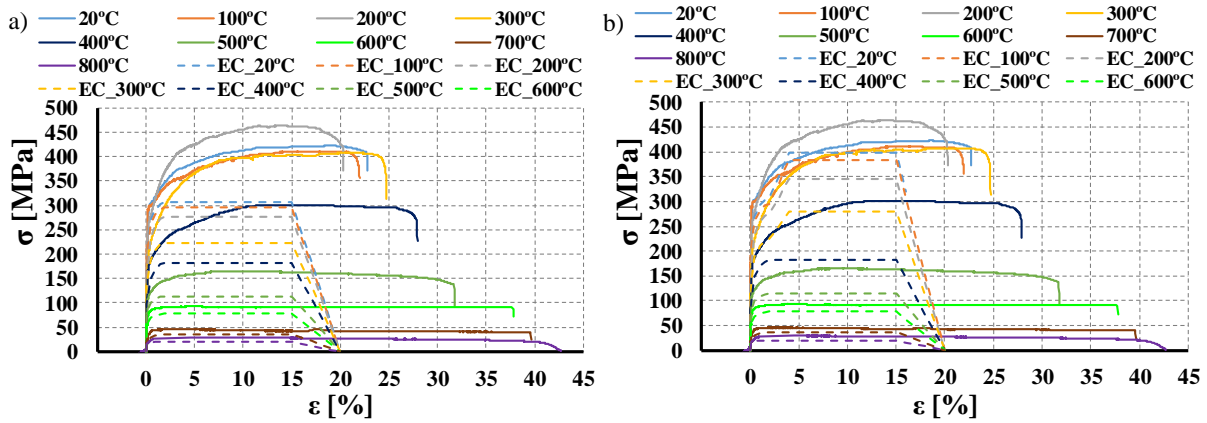 a)
20ºC 100ºC 200ºC 300ºC
400ºC 500ºC 600ºC 700ºC
800ºC EC_20ºC EC_100ºC EC_200ºC
EC_300ºC EC_400ºC EC_500ºC EC_600ºC
500
450
400
350
300
250
200
150
100
50
0
σ [MPa]
0 5 10 15 20 25 30 35 40 45
ε [%]
b)
20ºC 100ºC 200ºC 300ºC
400ºC 500ºC 600ºC 700ºC
800ºC EC_20ºC EC_100ºC EC_200ºC
EC_300ºC EC_400ºC EC_500ºC EC_600ºC
500
450
400
350
300
250
200
150
100
50
0
σ [MPa]
0 5 10 15 20 25 30 35 40 45
ε [%]